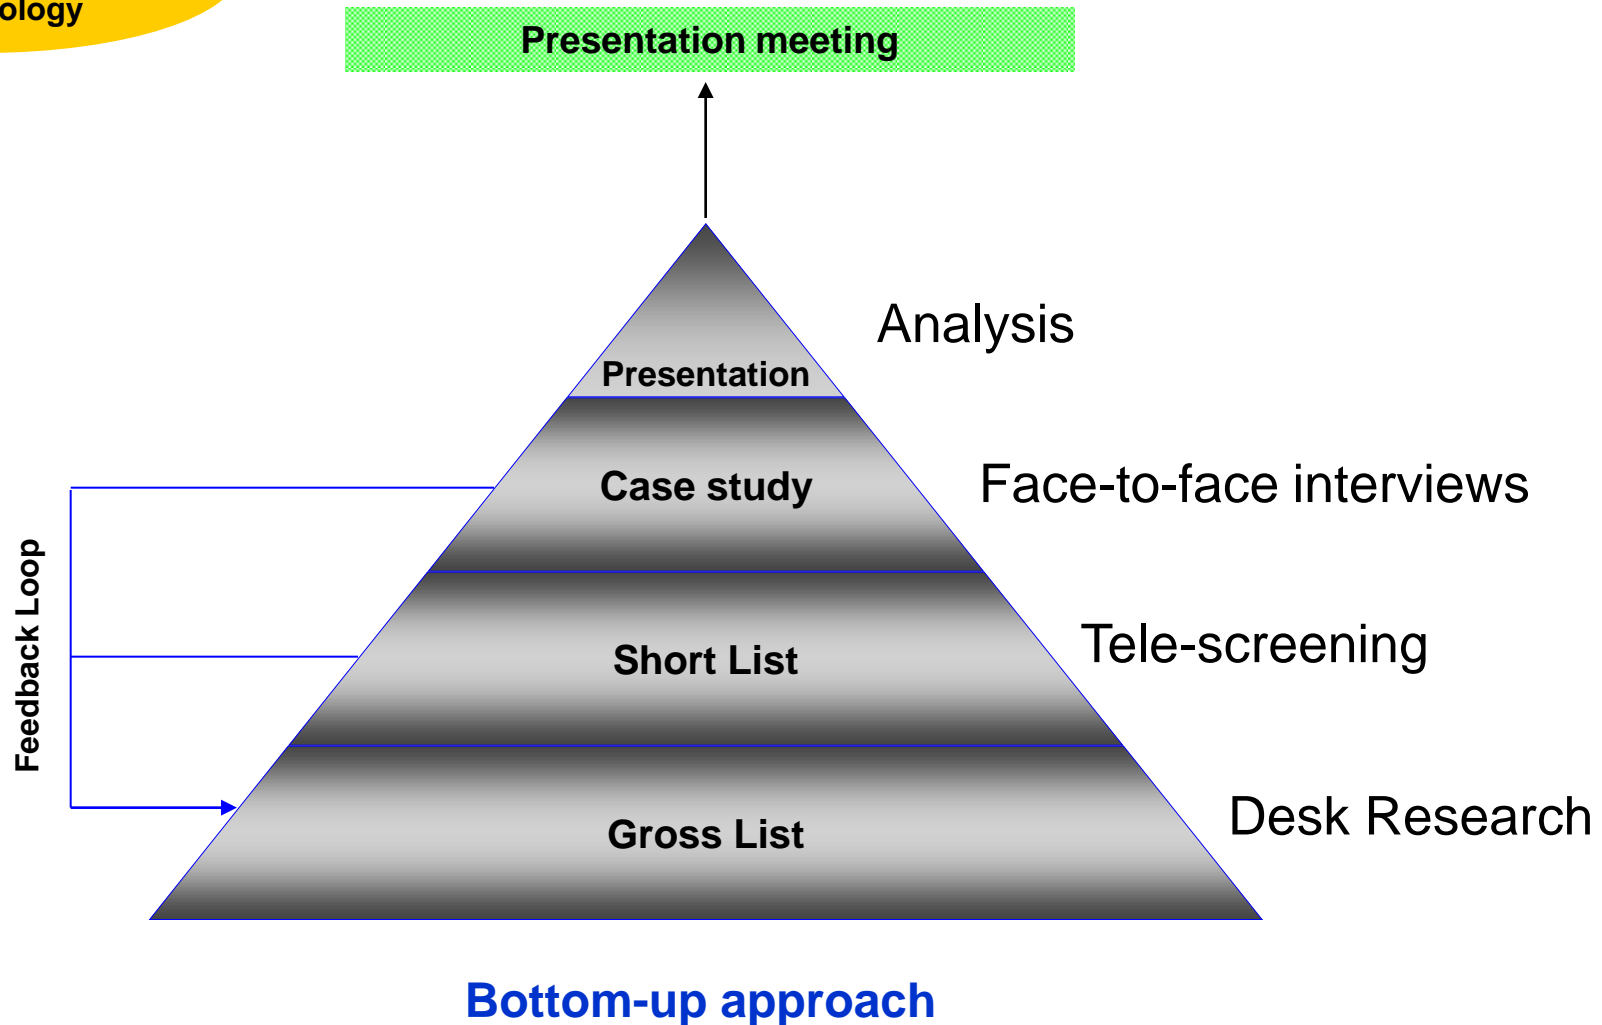 ology
Presentation meeting
Analysis
Presentation
Case study
Face-to-face interviews
Feedback Loop
Short List
Tele-screening
Gross List
Desk Research
Bottom-up approach